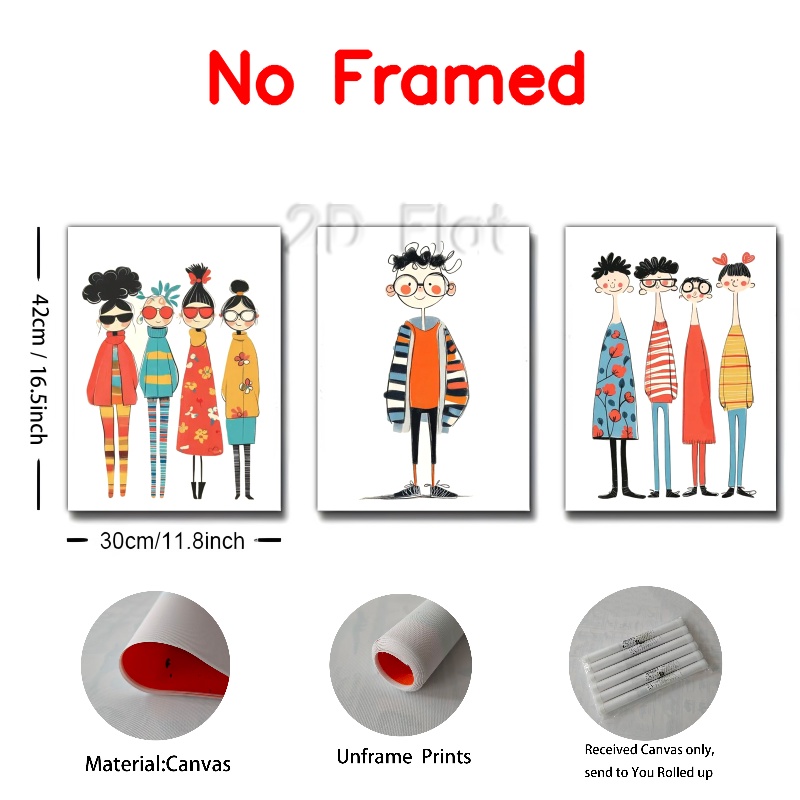 No Framed
2D Flat
42cm / 16.5inch
30cm/11.8inch
Material:Canvas
Unframe Prints
Received Canvas only,
send to You Rolled up